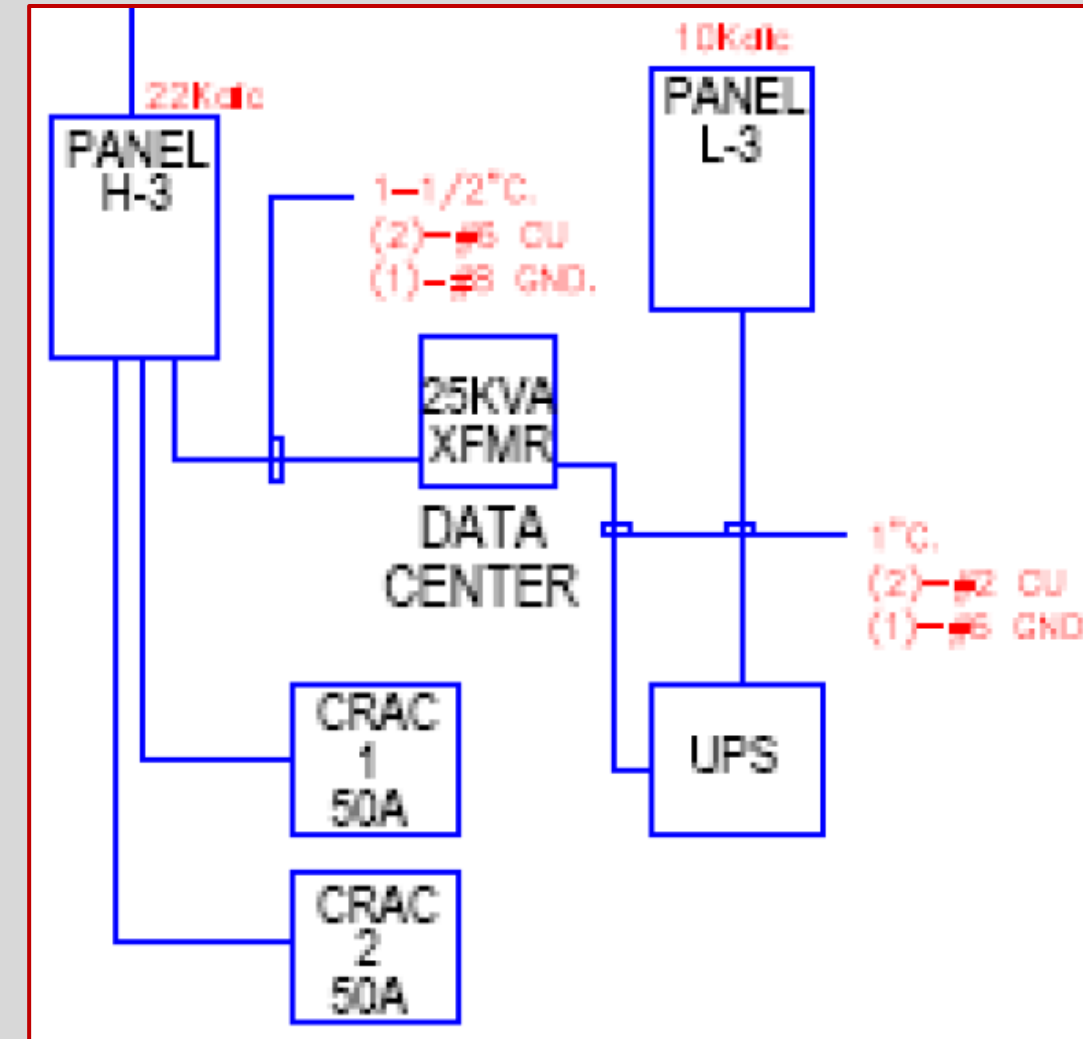 22Kaic
PANEL
H-3
10Kaic
PANEL
L-3
1-1/2"C.
(2)-#6 CU
(1)-#8 GND.
25KVA
XFMR
DATA
CENTER
1"C.
(2)-#2 CU
(1)-#6 GND
CRAC
1
50A
UPS
CRAC
2
50A